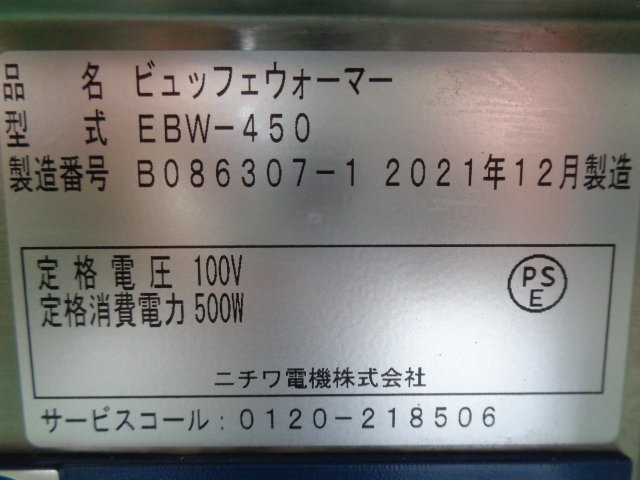 品名 ビュッフェウォーマー
型式 EBW-450
製造番号 B086307-1 2021年12月製造
定格電圧 100V
定格消費電力 500W
PS
E
ニチワ電機株式会社
サービスコール:0120-218506